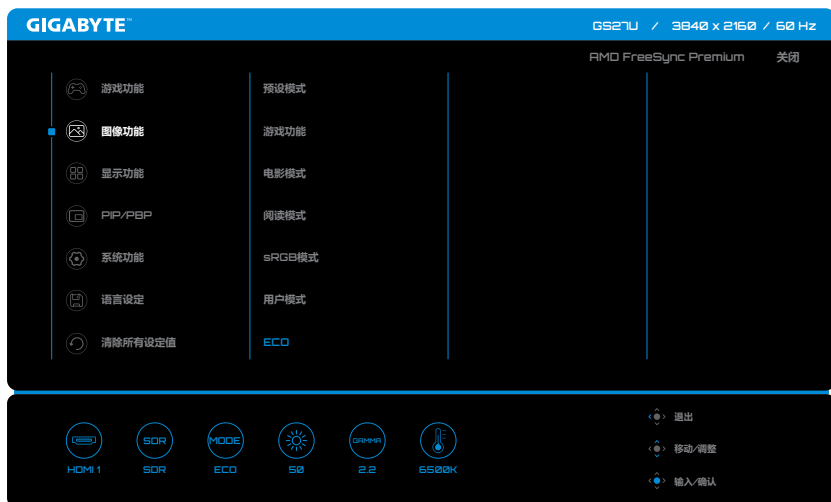 GIGABYTE™
GS27U / 3840 x 2160 / 60 Hz
AMD FreeSync Premium 关闭
游戏功能
图像功能
显示功能
PIP/PBP
系统功能
语言设定
清除所有设定值
预设模式
游戏功能
电影模式
阅读模式
sRGB模式
用户模式
ECO
SDR
MODE
GAMMA
HDMI 1
SDR
ECO
50
2.2
6500K
退出
移动/调整
输入/确认